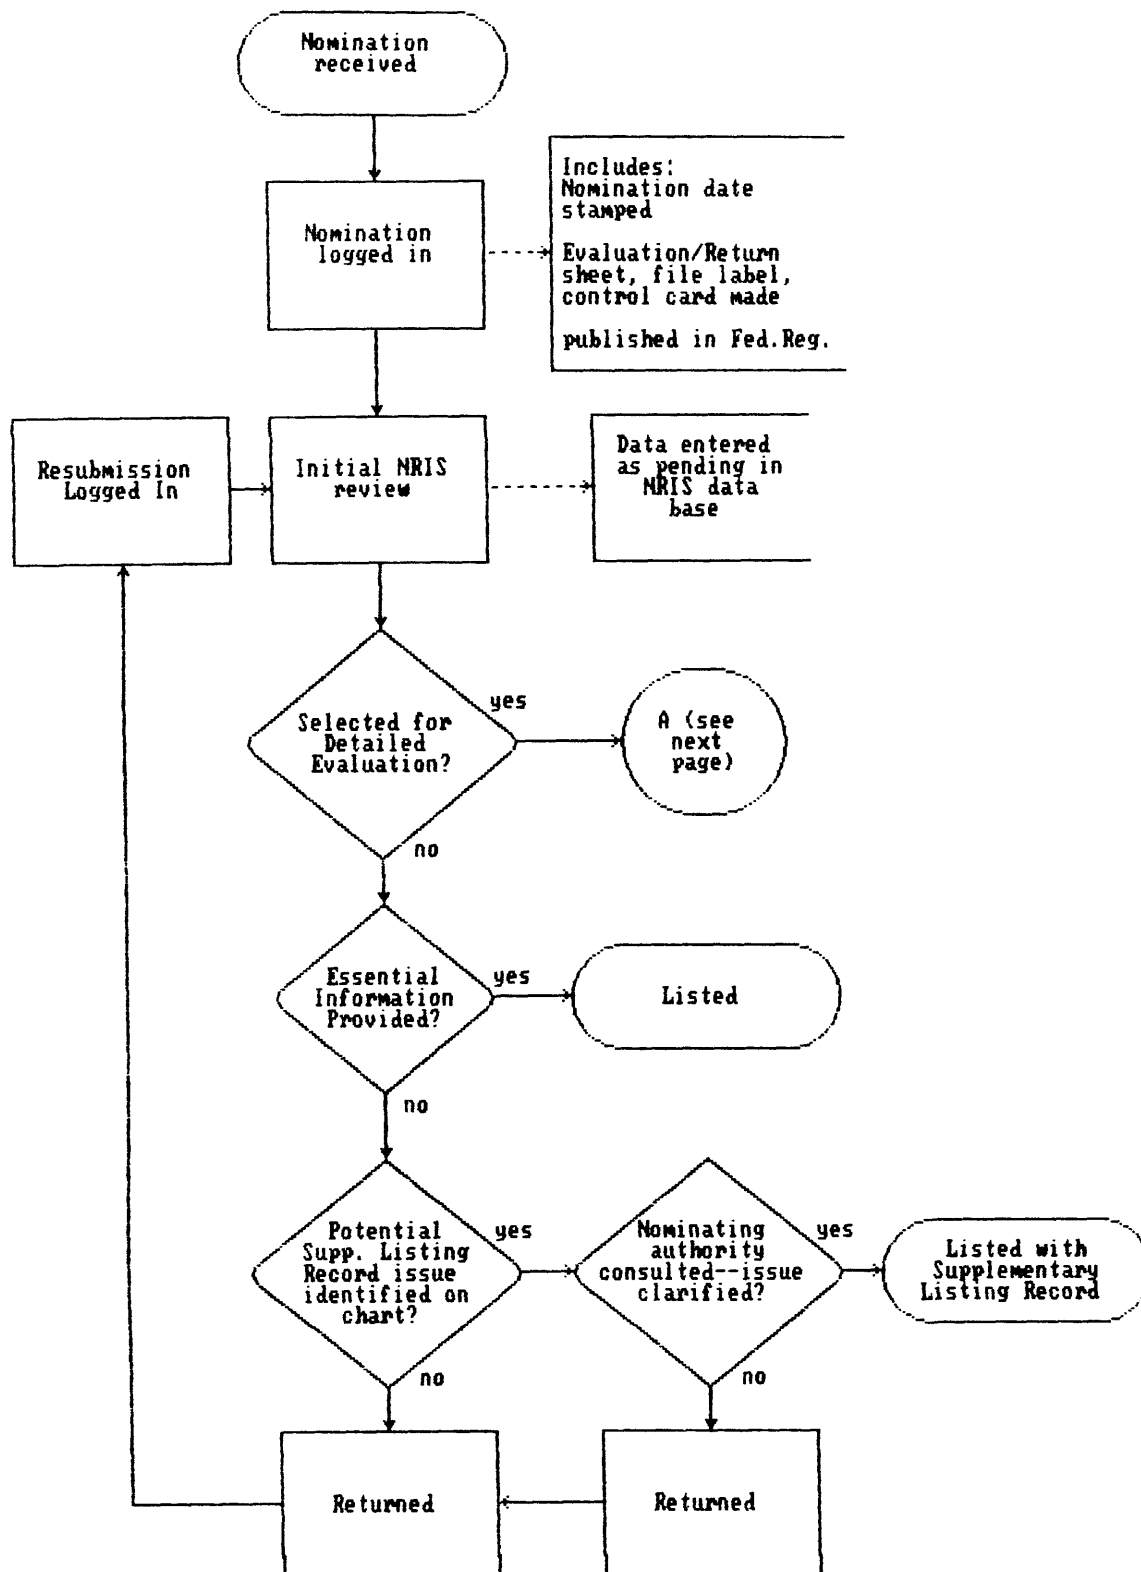 Nomination
received
Nomination
logged in
Includes:
Nomination date
stamped
Evaluation/Return
sheet, file label,
control card made
published in Fed.Reg.
Resubmission
Logged In
Initial NRIS
review
Data entered
as pending in
NRIS data
base
Selected for
Detailed
Evaluation?
yes
A (see
next
page)
no
Essential
Information
Provided?
yes
Listed
no
Potential
Supp. Listing
Record issue
identified on
chart?
yes
Nominating
authority
consulted--issue
clarified?
yes
Listed with
Supplementary
Listing Record
no
no
Returned
Returned